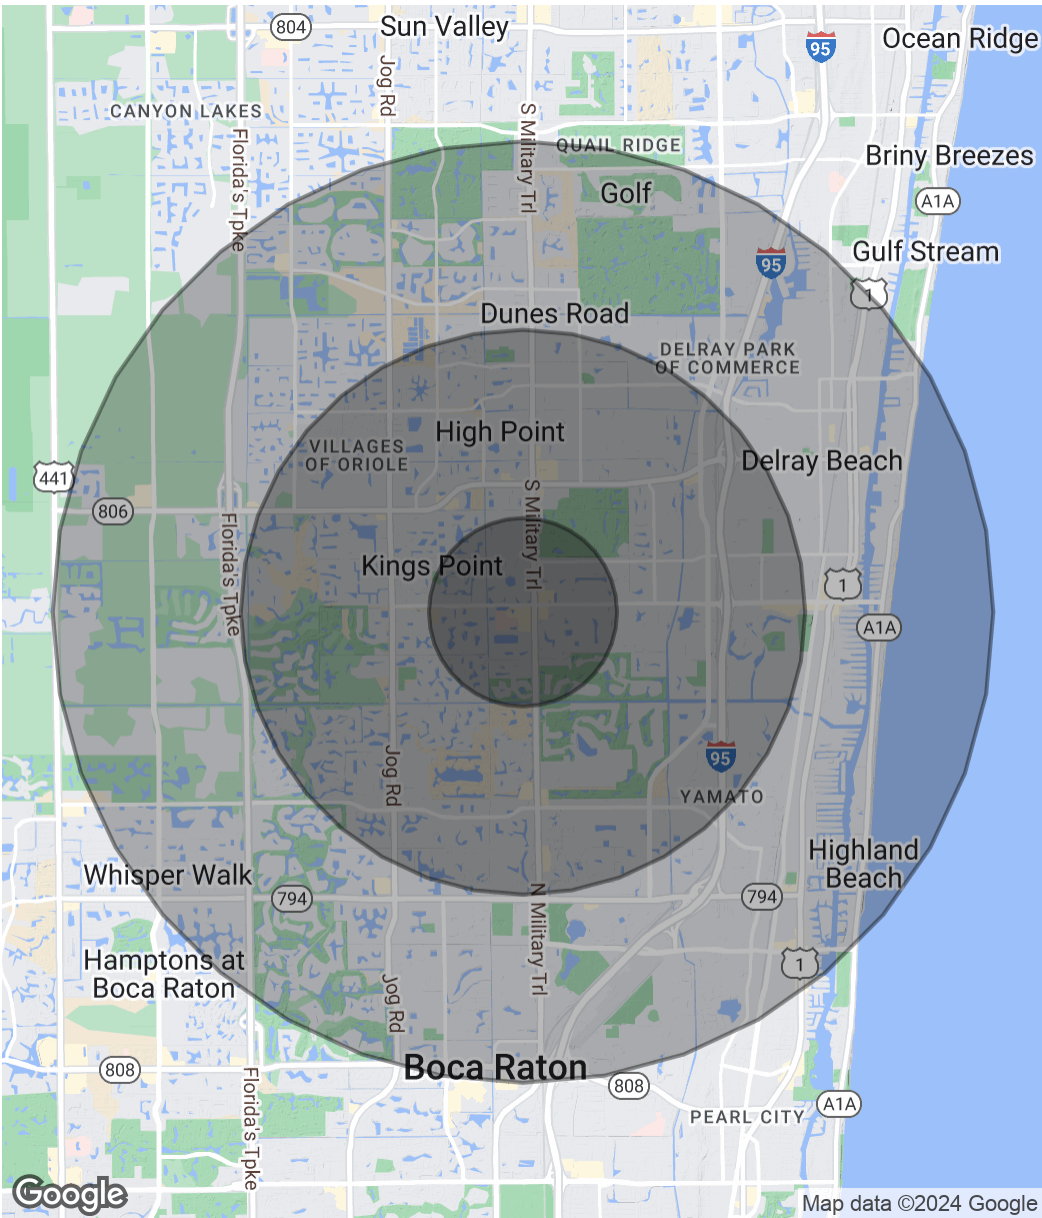 804
Sun Valley
95
Ocean Ridge
Jog Rd
CANYON LAKES
S Military Trl
Florida's Tpke
QUAIL RIDGE
Briny Breezes
Golf
A1A
Gulf Stream
95
1
Dunes Road
DELRAY PARK
OF COMMERCE
High Point
VILLAGES
OF ORIOLE
Delray Beach
441
806
S Military Trl
Florida's Tpke
Kings Point
1
A1A
95
Jog Rd
YAMATO
Highland
Beach
Whisper Walk
794
794
N Military Trl
Hamptons at
Boca Raton
1
Jog Rd
Boca Raton
808
808
Florida's Tpke
A1A
PEARL CITY
Google
Map data ©2024 Google